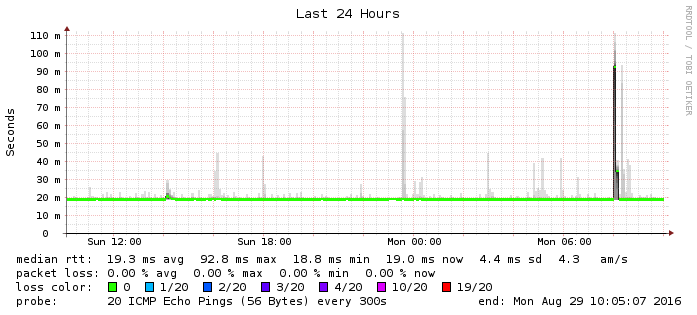 Last 24 Hours
RRDTOOL / TOBI OETIKER
Seconds
110 m
100 m
90 m
80 m
70 m
60 m
50 m
40 m
30 m
20 m
10 m
0
Sun 12:00 Sun 18:00 Mon 00:00 Mon 06:00
median rtt: 19.3 ms avg 92.8 ms max 18.8 ms min 19.0 ms now 4.4 ms sd 4.3 am/s
packet loss: 0.00 % avg 0.00 % max 0.00 % min 0.00 % now
loss color: 0 1/20 2/20 3/20 4/20 10/20 19/20
probe: 20 ICMP Echo Pings (56 Bytes) every 300s end: Mon Aug 29 10:05:07 2016